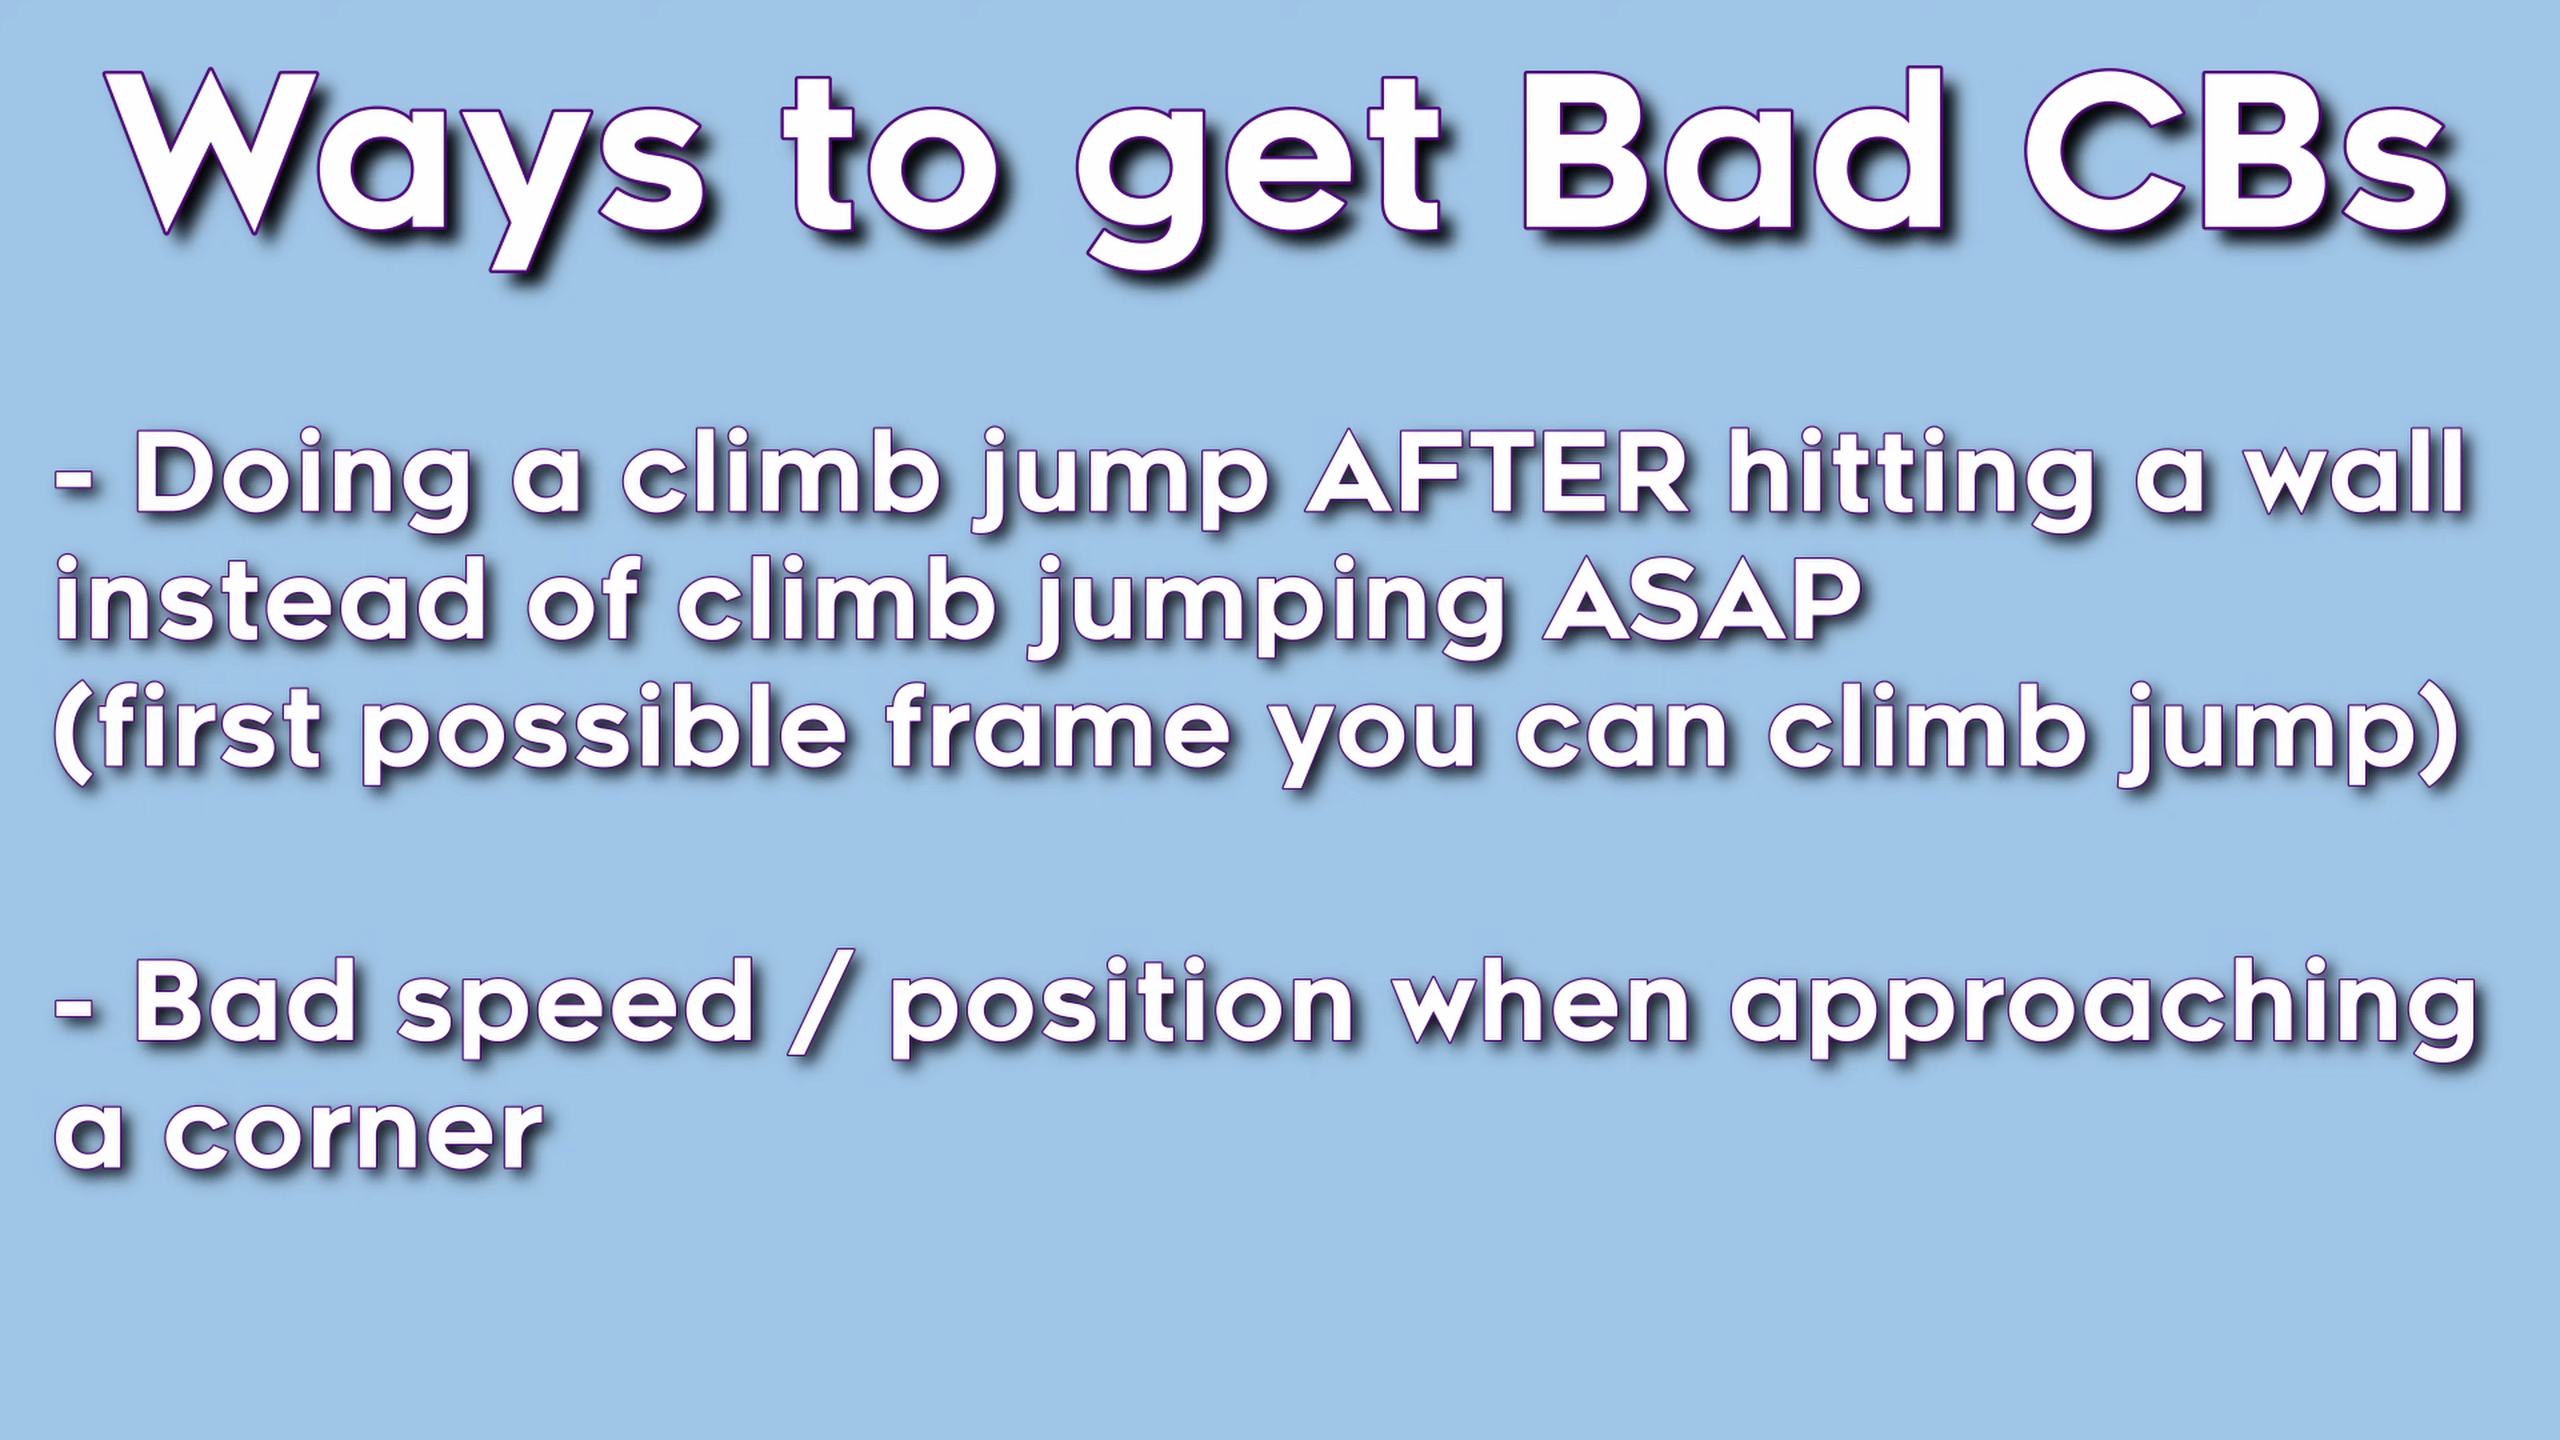 Ways to get Bad CBs
- Doing a climb jump AFTER hitting a wall
instead of climb jumping ASAP
(first possible frame you can climb jump)
- Bad speed / position when approaching
a corner